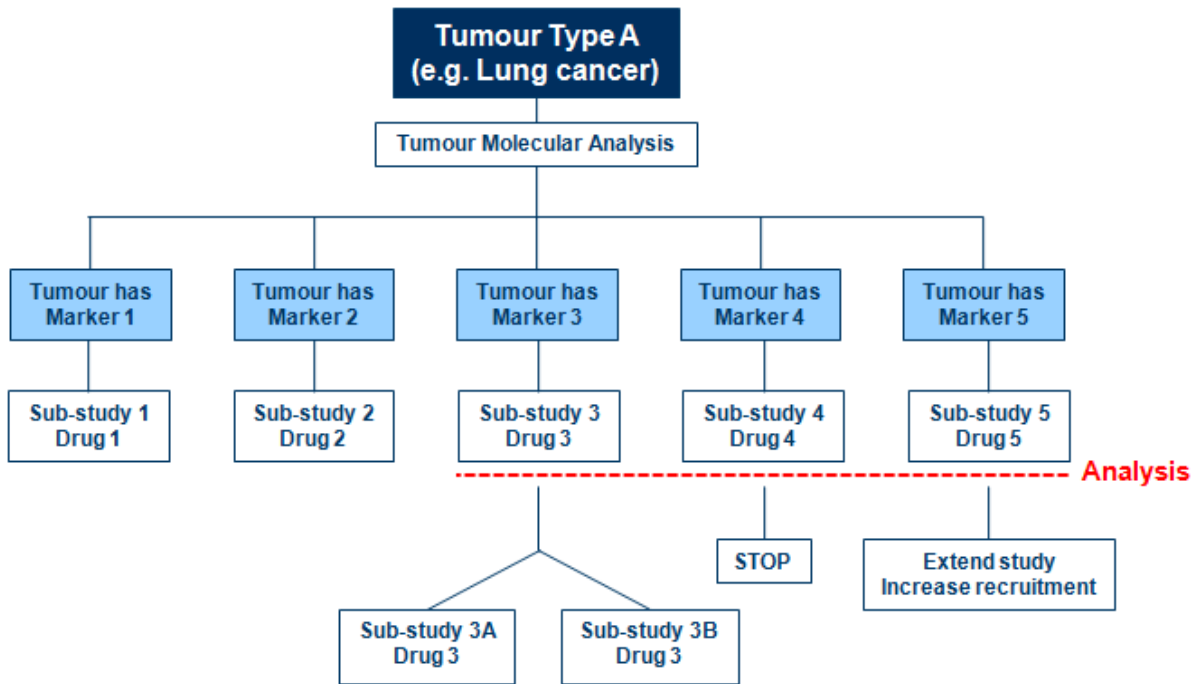 Tumour Type A
(e.g. Lung cancer)
Tumour Molecular Analysis
Tumour has
Marker 1
Tumour has
Marker 2
Tumour has
Marker 3
Tumour has
Marker 4
Tumour has
Marker 5
Sub-study 1
Drug 1
Sub-study 2
Drug 2
Sub-study 3
Drug 3
Sub-study 4
Drug 4
Sub-study 5
Drug 5
Analysis
STOP
Extend study
Increase recruitment
Sub-study 3A
Drug 3
Sub-study 3B
Drug 3